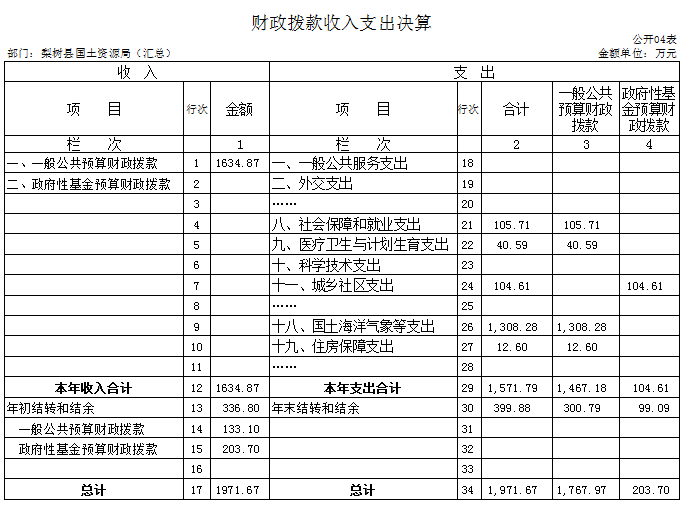 财政拨款收入支出决算
公开04表
部门：梨树县国土资源局（汇总） 金额单位：万元
收 入 支 出
项 目 行次 金额 项 目 行次 合计 一般公共预算财政拨款 政府性基金预算财政拨款
栏 次 1 栏 次 2 3 4
一、一般公共预算财政拨款 1 1634.87 一、一般公共服务支出 18
二、政府性基金预算财政拨款 2 二、外交支出 19
3 …… 20
4 八、社会保障和就业支出 21 105.71 105.71
5 九、医疗卫生与计划生育支出 22 40.59 40.59
6 十、科学技术支出 23
7 十一、城乡社区支出 24 104.61 104.61
8 …… 25
9 十八、国土海洋气象等支出 26 1,308.28 1,308.28
10 十九、住房保障支出 27 12.60 12.60
11 …… 28
本年收入合计 12 1634.87 本年支出合计 29 1,571.79 1,467.18 104.61
年初结转和结余 13 336.80 年末结转和结余 30 399.88 300.79 99.09
一般公共预算财政拨款 14 133.10 31
政府性基金预算财政拨款 15 203.70 32
16 33
总计 17 1971.67 总计 34 1,971.67 1,767.97 203.70